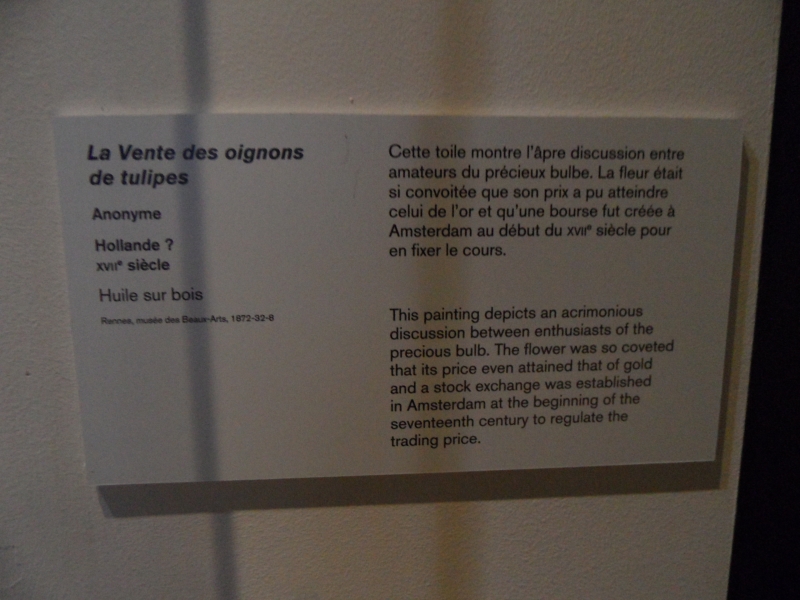 La Vente des oignons
de tulipes
Anonyme
Hollande ?
XVIIe siècle
Huile sur bois
Rennes, musée des Beaux-Arts, 1872-32-8
Cette toile montre l'âpre discussion entre
amateurs du précieux bulbe. La fleur était
si convoitée que son prix a pu atteindre
celui de l'or et qu'une bourse fut créée à
Amsterdam au début du XVIIe siècle pour
en fixer le cours.
This painting depicts an acrimonious
discussion between enthusiasts of the
precious bulb. The flower was so coveted
that its price even attained that of gold
and a stock exchange was established
in Amsterdam at the beginning of the
seventeenth century to regulate the
trading price.